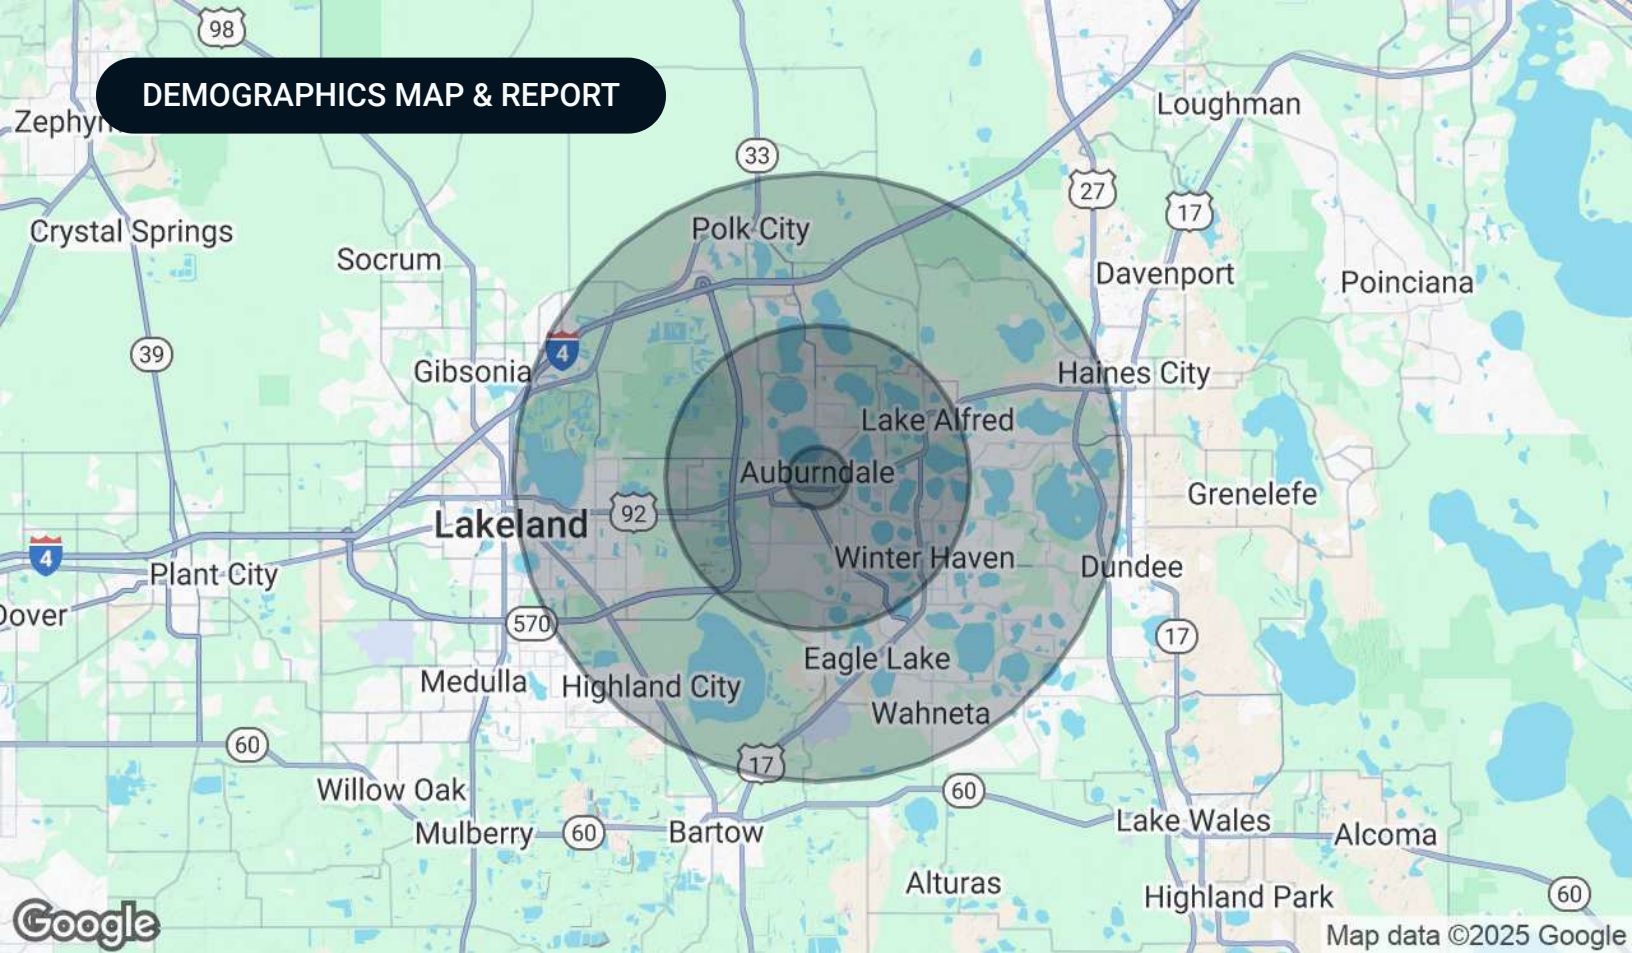 98
DEMOGRAPHICS MAP & REPORT
Loughman
33
27
17
Polk City
Crystal Springs
Socrum
Davenport
Poinciana
39
4
Gibsonia
Haines City
Lake Alfred
Auburndale
Grenelefe
92
Lakeland
4
Winter Haven
Dundee
Plant City
Dover
570
17
Eagle Lake
Medulla
Highland City
Wahneta
60
17
Willow Oak
60
Lake Wales
Mulberry
60
Bartow
Alcoma
Alturas
Highland Park
60
Google
Map data ©2025 Google